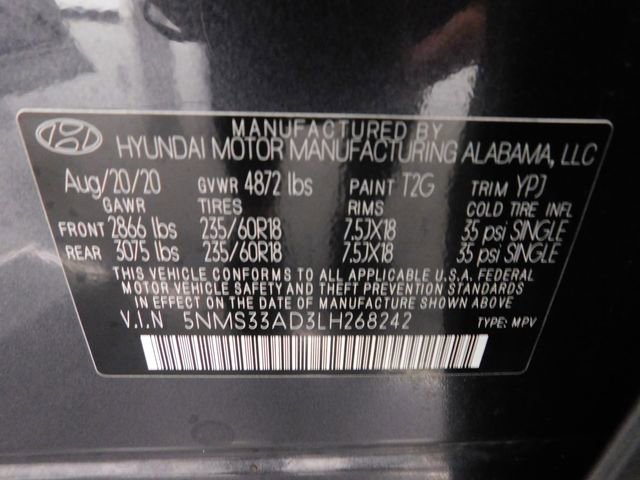 MANUFACTURED BY
HYUNDAI MOTOR MANUFACTURING ALABAMA, LLC
Aug/20/20 GVWR 4872 lbs PAINT T2G TRIM YPJ
GAWR TIRES RIMS COLD TIRE INFL
FRONT 2866 lbs 235/60R18 7.5JX18 35 psi SINGLE
REAR 3075 lbs 235/60R18 7.5JX18 35 psi SINGLE
THIS VEHICLE CONFORMS TO ALL APPLICABLE U.S.A. FEDERAL
MOTOR VEHICLE SAFETY AND THEFT PREVENTION STANDARDS
IN EFFECT ON THE DATE OF MANUFACTURE SHOWN ABOVE
V.I.N 5NMS33AD3LH268242 TYPE: MPV